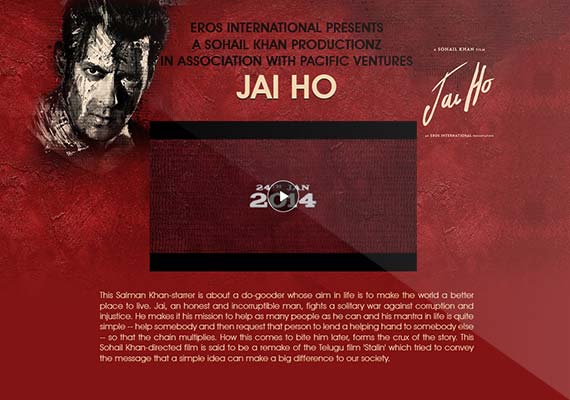 EROS INTERNATIONAL PRESENTS
A SOHAIL KHAN PRODUCTIONZ
IN ASSOCIATION WITH PACIFIC VENTURES
JAI HO
A SOHAIL KHAN FILM
Jai Ho
AN EROS INTERNATIONAL PRESENTATION
24TH JAN
2014
This Salman Khan-starrer is about a do-gooder whose aim in life is to make the world a better
place to live. Jai, an honest and incorruptible man, fights a solitary war against corruption and
injustice. He makes it his mission to help as many people as he can and his mantra in life is quite
simple -- help somebody and then request that person to lend a helping hand to somebody else
-- so that the chain multiplies. How this comes to bite him later, forms the crux of the story. This
Sohail Khan-directed film is said to be a remake of the Telugu film 'Stalin' which tried to convey
the message that a simple idea can make a big difference to our society.